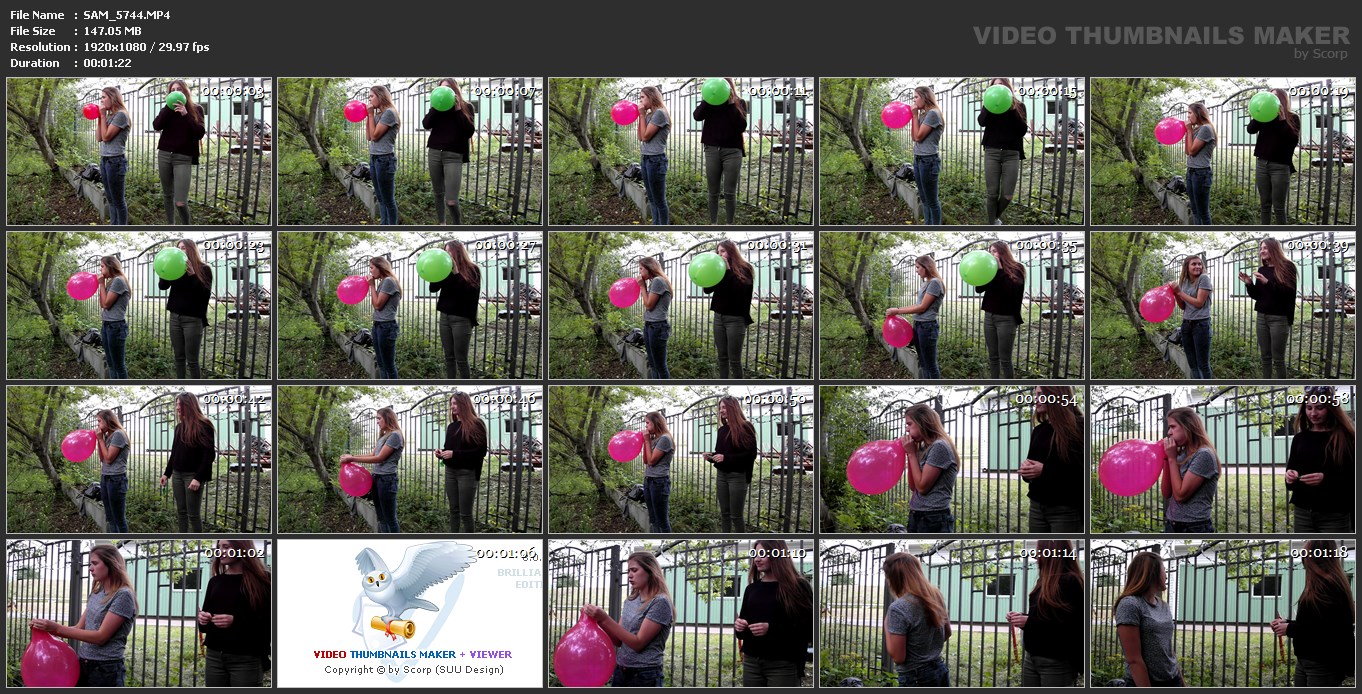 File Name : SAM_5744.MP4
File Size : 147.05 MB
Resolution : 1920x1080 / 29.97 fps
Duration : 00:01:22
VIDEO THUMBNAILS MAKER
by Scorp
00:00:03
00:00:07
00:00:11
00:00:15
00:00:19
00:00:23
00:00:27
00:00:31
00:00:35
00:00:39
00:00:42
00:00:46
00:00:50
00:00:54
00:00:58
00:01:02
00:01:06
BRILLIA
EDIT
VIDEO THUMBNAILS MAKER + VIEWER
Copyright © by Scorp (SUU Design)
00:01:10
00:01:14
00:01:18